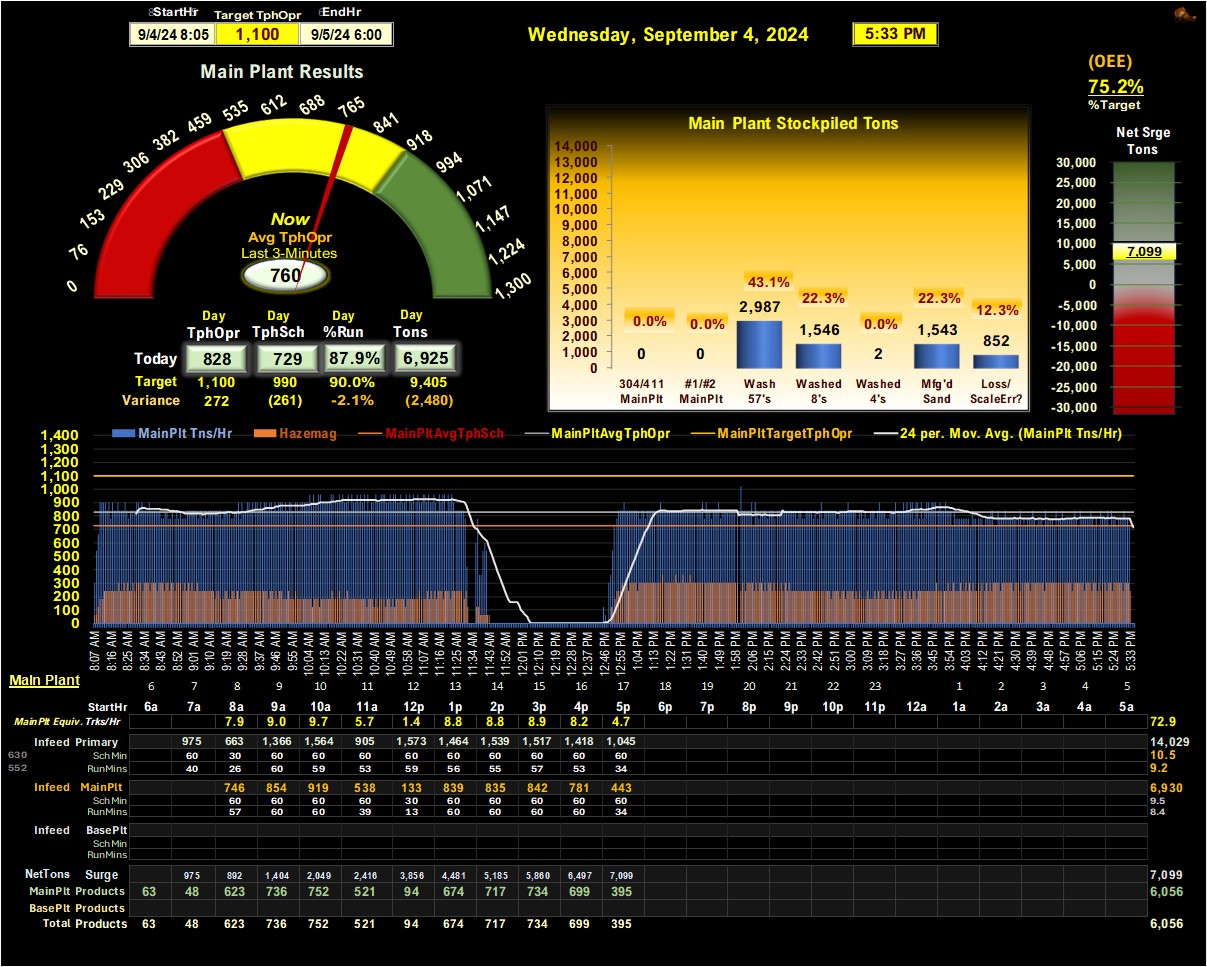 StartHr Target TphOpr EndHr
9/4/24 8:05 1,100 9/5/24 6:00
Wednesday, September 4, 2024 5:33 PM
(OEE)
75.2%
%Target
Main Plant Results
0 76 153 229 306 382 459 535 612 688 765 841 918 994 1,071 1,147 1,224 1,300
Now
Avg TphOpr
Last 3-Minutes
760
Day Day Day Day
TphOpr TphSch %Run Tons
Today 828 729 87.9% 6,925
Target 1,100 990 90.0% 9,405
Variance 272 (261) -2.1% (2,480)
Main Plant Stockpiled Tons
14,000
13,000
12,000
11,000
10,000
9,000
8,000
7,000
6,000
5,000
4,000
3,000
2,000
1,000
0
0.0% 0.0% 43.1% 22.3% 0.0% 22.3% 12.3%
0 0 2,987 1,546 2 1,543 852
304/411 #1/#2 Wash Washed Washed Mfg'd Loss/
MainPlt MainPlt 57's 8's 4's Sand ScaleErr?
Net Srge
Tons
30,000
25,000
20,000
15,000
10,000
7,099
5,000
0
-5,000
-10,000
-15,000
-20,000
-25,000
-30,000
MainPlt Tns/Hr Hazemag MainPltAvgTphSch MainPltAvgTphOpr MainPltTargetTphOpr 24 per. Mov. Avg. (MainPlt Tns/Hr)
1,400
1,300
1,200
1,100
1,000
900
800
700
600
500
400
300
200
100
0
8:07 AM 8:18 AM 8:25 AM 8:34 AM 8:43 AM 8:52 AM 9:01 AM 9:10 AM 9:19 AM 9:28 AM 9:37 AM 9:46 AM 9:55 AM 10:04 AM 10:13 AM 10:22 AM 10:31 AM 10:40 AM 10:49 AM 10:58 AM 11:07 AM 11:16 AM 11:25 AM 11:34 AM 11:43 AM 11:52 AM 12:01 PM 12:10 PM 12:19 PM 12:28 PM 12:37 PM 12:46 PM 12:55 PM 1:04 PM 1:13 PM 1:22 PM 1:31 PM 1:40 PM 1:49 PM 1:58 PM 2:06 PM 2:15 PM 2:24 PM 2:33 PM 2:42 PM 2:51 PM 3:00 PM 3:09 PM 3:18 PM 3:27 PM 3:36 PM 3:45 PM 3:54 PM 4:03 PM 4:12 PM 4:21 PM 4:30 PM 4:39 PM 4:48 PM 4:57 PM 5:06 PM 5:15 PM 5:24 PM 5:33 PM
Main Plant
6 7 8 9 10 11 12 13 14 15 16 17 18 19 20 21 22 23 1 2 3 4 5
StartHr 6a 7a 8a 9a 10a 11a 12p 1p 2p 3p 4p 5p 6p 7p 8p 9p 10p 11p 12a 1a 2a 3a 4a 5a
MainPlt Equiv. Trks/Hr 7.9 9.0 9.7 5.7 1.4 8.8 8.8 8.9 8.2 4.7 72.9
Infeed Primary 975 663 1,366 1,564 905 1,573 1,464 1,539 1,517 1,418 1,045 14,029
630 SchMin 60 30 60 60 60 60 60 60 60 60 60 10.5
552 RunMins 40 26 60 59 53 59 56 55 57 53 34 9.2
Infeed MainPlt 746 854 919 538 133 839 835 842 781 443 6,930
SchMin 60 60 60 60 30 60 60 60 60 60 9.5
RunMins 57 60 60 39 13 60 60 60 60 34 8.4
Infeed BasePlt
SchMin
RunMins
NetTons Surge 975 892 1,404 2,049 2,416 3,856 4,481 5,185 5,860 6,497 7,099 7,099
MainPlt Products 63 48 623 736 752 521 94 674 717 734 699 395 6,056
BasePlt Products
Total Products 63 48 623 736 752 521 94 674 717 734 699 395 6,056